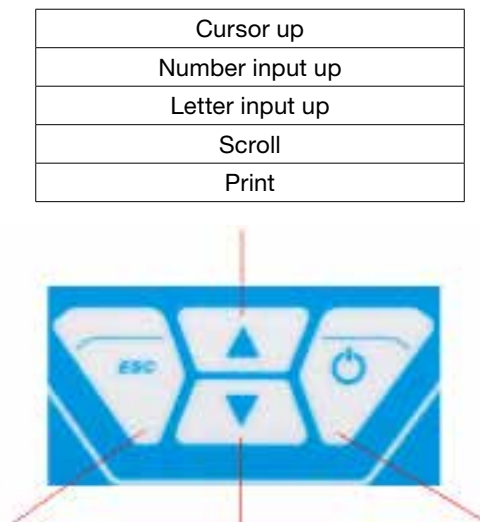 Cursor up
Number input up
Letter input up
Scroll
Print
ESC